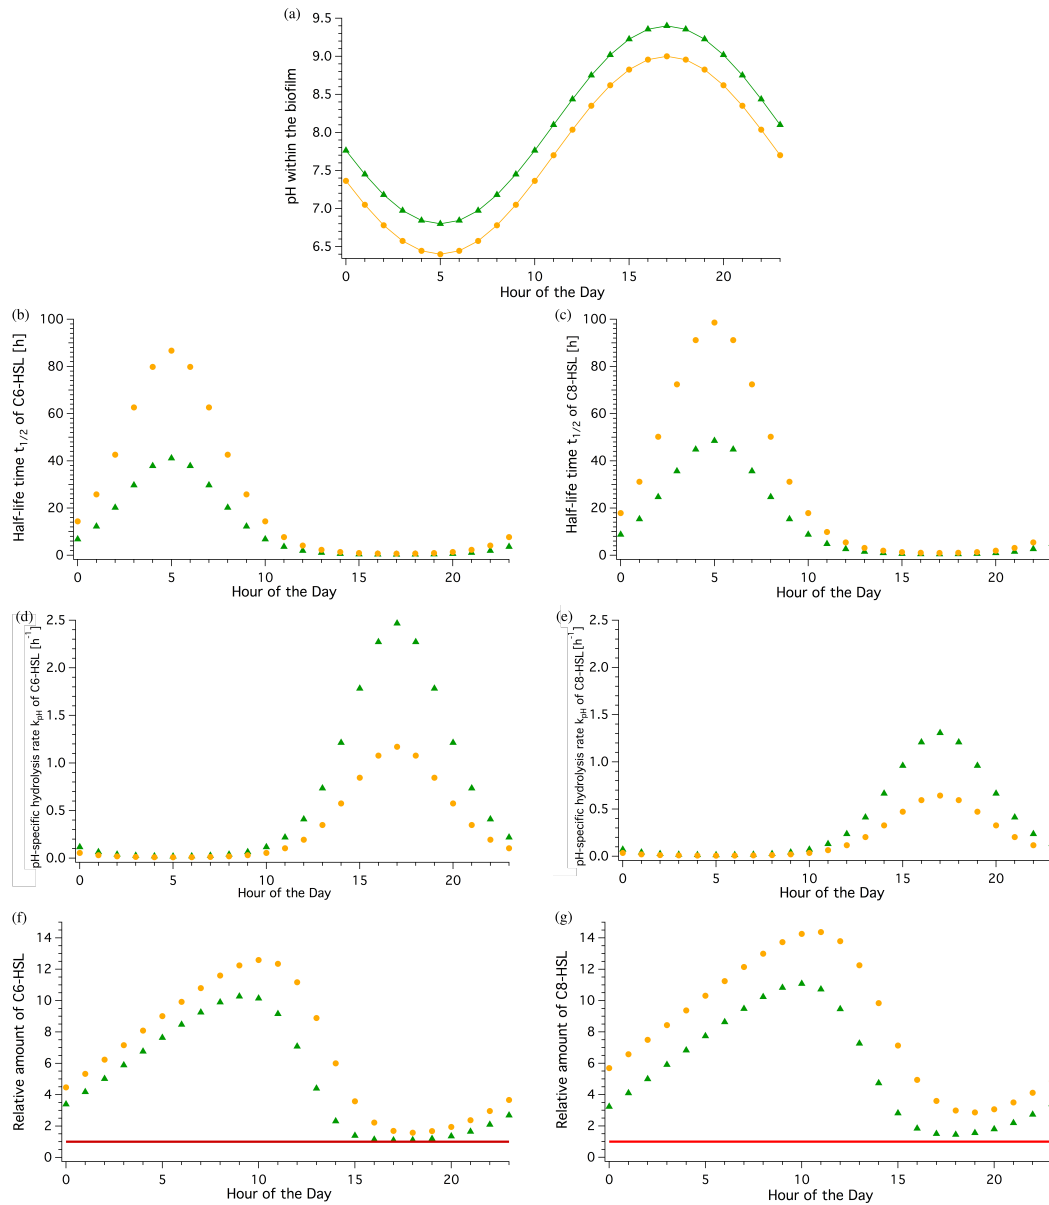 (a)
pH within the biofilm
9.5
9.0
8.5
8.0
7.5
7.0
6.5
0 5 10 15 20
Hour of the Day
(b)
Half-life time t1/2 of C6-HSL [h]
100
80
60
40
20
0
0 5 10 15 20
Hour of the Day
(c)
Half-life time t1/2 of C8-HSL [h]
100
80
60
40
20
0
0 5 10 15 20
Hour of the Day
(d)
pH-specific hydrolysis rate kpH of C6-HSL [h-1]
2.5
2.0
1.5
1.0
0.5
0.0
0 5 10 15 20
Hour of the Day
(e)
pH-specific hydrolysis rate kpH of C8-HSL [h-1]
2.5
2.0
1.5
1.0
0.5
0.0
0 5 10 15 20
Hour of the Day
(f)
Relative amount of C6-HSL
14
12
10
8
6
4
2
0
0 5 10 15 20
Hour of the Day
(g)
Relative amount of C8-HSL
14
12
10
8
6
4
2
0
0 5 10 15 20
Hour of the Day